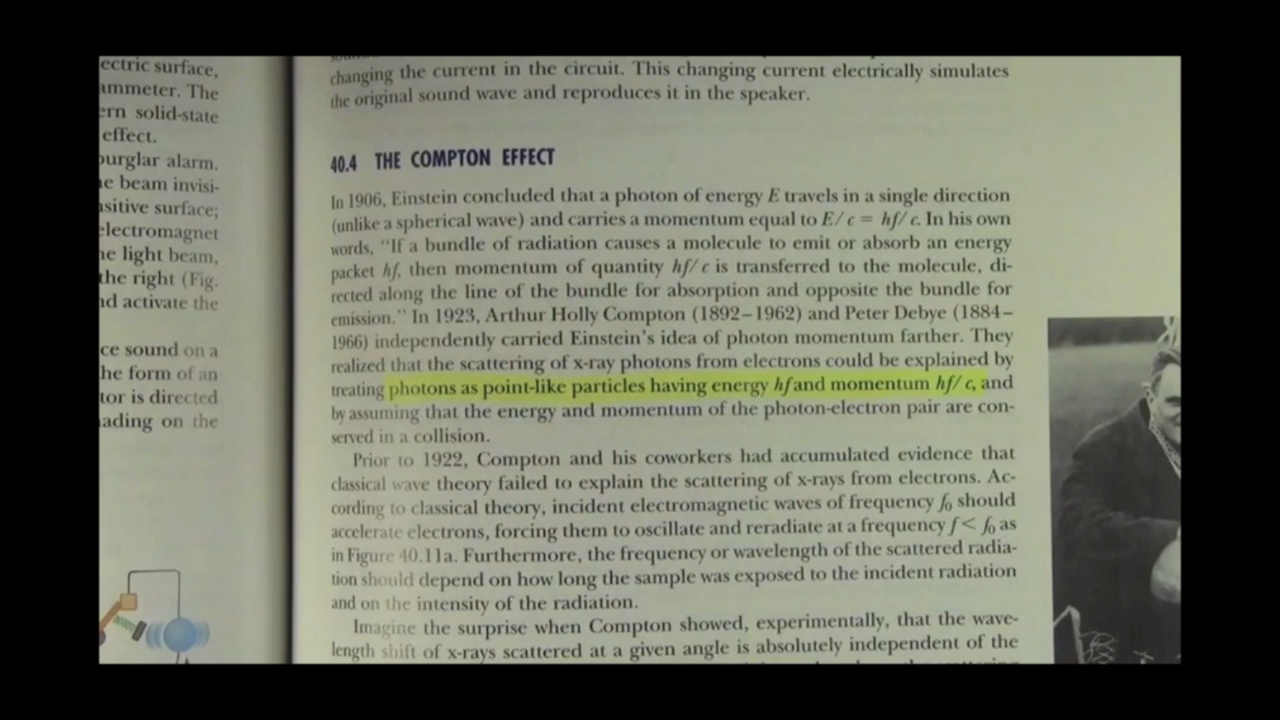 ectric surface,
ammeter. The
ern solid-state
effect.
burglar alarm.
e beam invisi-
sitive surface;
electromagnet
e light beam,
the right (Fig.
d activate the
ce sound on a
he form of an
tor is directed
ading on the
changing the current in the circuit. This changing current electrically simulates
the original sound wave and reproduces it in the speaker.
40.4 THE COMPTON EFFECT
In 1906, Einstein concluded that a photon of energy E travels in a single direction
(unlike a spherical wave) and carries a momentum equal to E/c = hf/c. In his own
words, "If a bundle of radiation causes a molecule to emit or absorb an energy
packet hf, then momentum of quantity hf/c is transferred to the molecule, di-
rected along the line of the bundle for absorption and opposite the bundle for
emission." In 1923, Arthur Holly Compton (1892–1962) and Peter Debye (1884–
1966) independently carried Einstein's idea of photon momentum farther. They
realized that the scattering of x-ray photons from electrons could be explained by
treating photons as point-like particles having energy hf and momentum hf/c, and
by assuming that the energy and momentum of the photon-electron pair are con-
served in a collision.
Prior to 1922, Compton and his coworkers had accumulated evidence that
classical wave theory failed to explain the scattering of x-rays from electrons. Ac-
cording to classical theory, incident electromagnetic waves of frequency f₀ should
accelerate electrons, forcing them to oscillate and reradiate at a frequency f < f₀ as
in Figure 40.11a. Furthermore, the frequency or wavelength of the scattered radia-
tion should depend on how long the sample was exposed to the incident radiation
and on the intensity of the radiation.
Imagine the surprise when Compton showed, experimentally, that the wave-
length shift of x-rays scattered at a given angle is absolutely independent of the